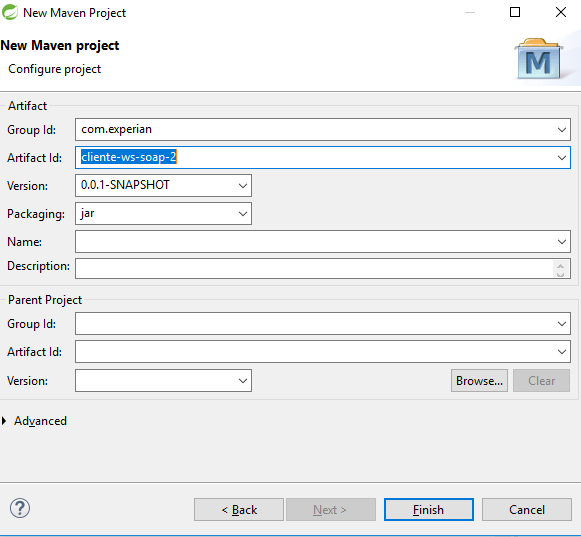 New Maven Project
New Maven project
Configure project
M
Artifact
Group Id: com.experian
Artifact Id: cliente-ws-soap-2
Version: 0.0.1-SNAPSHOT
Packaging: jar
Name:
Description:
Parent Project
Group Id:
Artifact Id:
Version: Browse... Clear
Advanced
? < Back Next > Finish Cancel